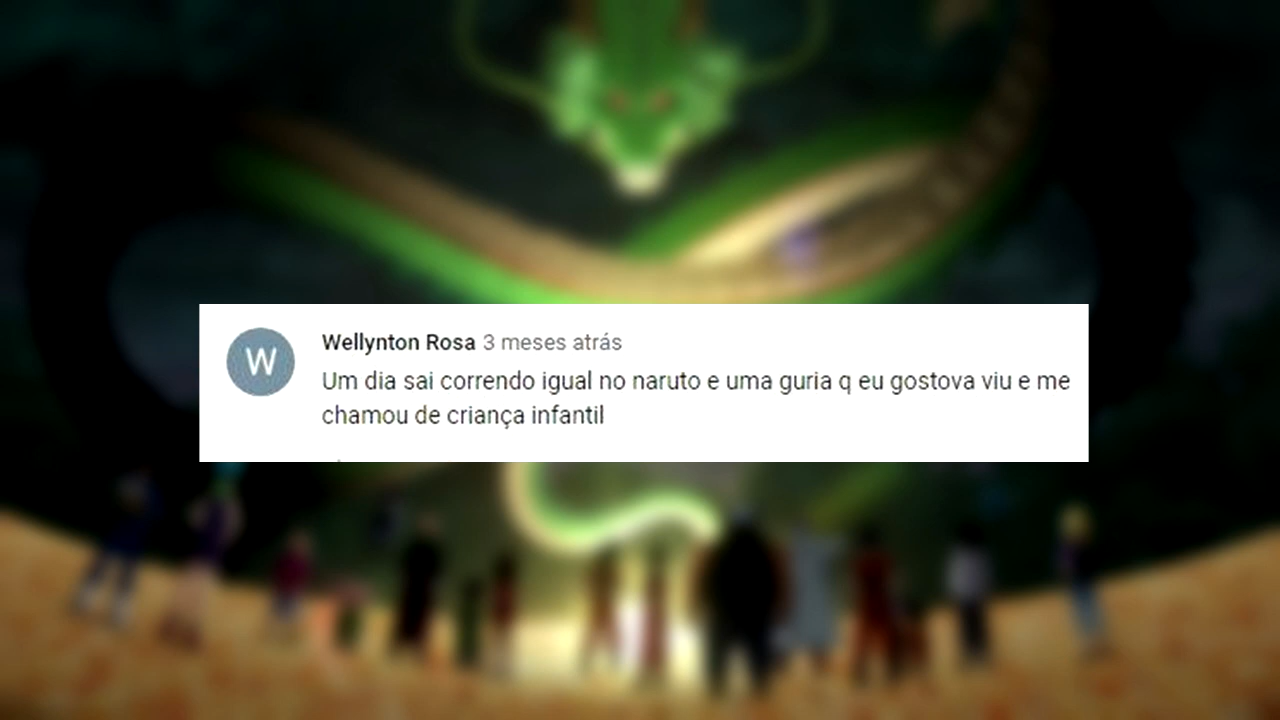 W
Wellynton Rosa 3 meses atrás
Um dia sai correndo igual no naruto e uma guria q eu gostova viu e me
chamou de criança infantil